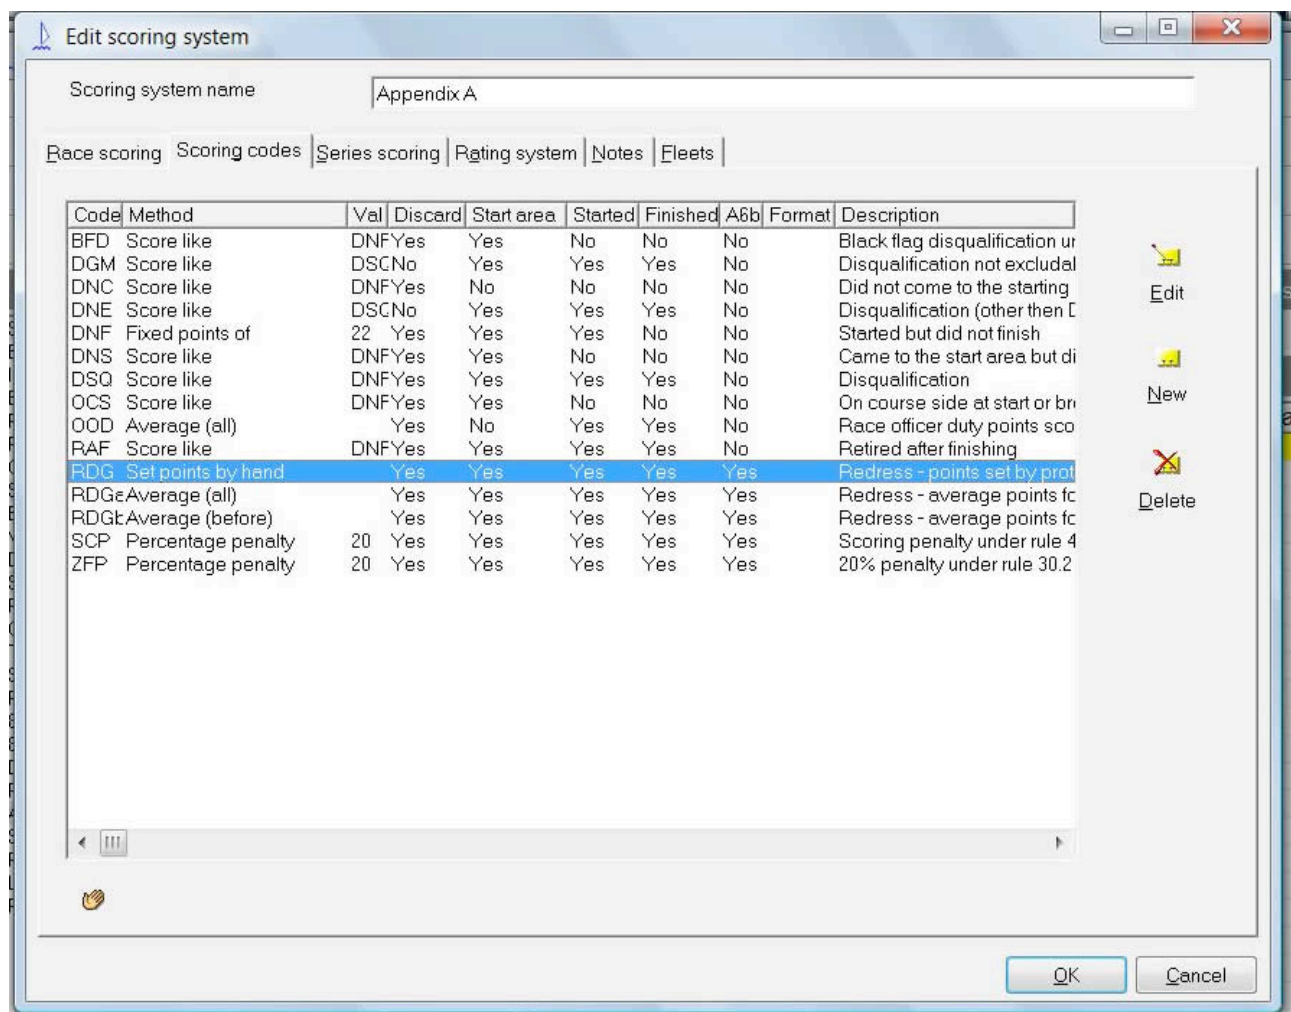 Edit scoring system
Scoring system name Appendix A
Race scoring Scoring codes Series scoring Rating system Notes Fleets
Code Method Val Discard Start area Started Finished A6b Format Description
BFD Score like DNF Yes Yes No No No Black flag disqualification ur
DGM Score like DSC No Yes Yes Yes No Disqualification not excludal
DNC Score like DNF Yes No No No No Did not come to the starting
DNE Score like DSC No Yes Yes Yes No Disqualification (other then D
DNF Fixed points of 22 Yes Yes Yes No No Started but did not finish
DNS Score like DNF Yes Yes No No No Came to the start area but di
DSQ Score like DNF Yes Yes Yes Yes No Disqualification
OCS Score like DNF Yes Yes No No No On course side at start or bro
OOD Average (all) Yes No Yes Yes No Race officer duty points sco
RAF Score like DNF Yes Yes Yes Yes No Retired after finishing
RDG Set points by hand Yes Yes Yes Yes Yes Redress - points set by prot
RDGa Average (all) Yes Yes Yes Yes Yes Redress - average points fo
RDGb Average (before) Yes Yes Yes Yes Yes Redress - average points fo
SCP Percentage penalty 20 Yes Yes Yes Yes Yes Scoring penalty under rule 4
ZFP Percentage penalty 20 Yes Yes Yes Yes Yes 20% penalty under rule 30.2
Edit
New
Delete
OK Cancel